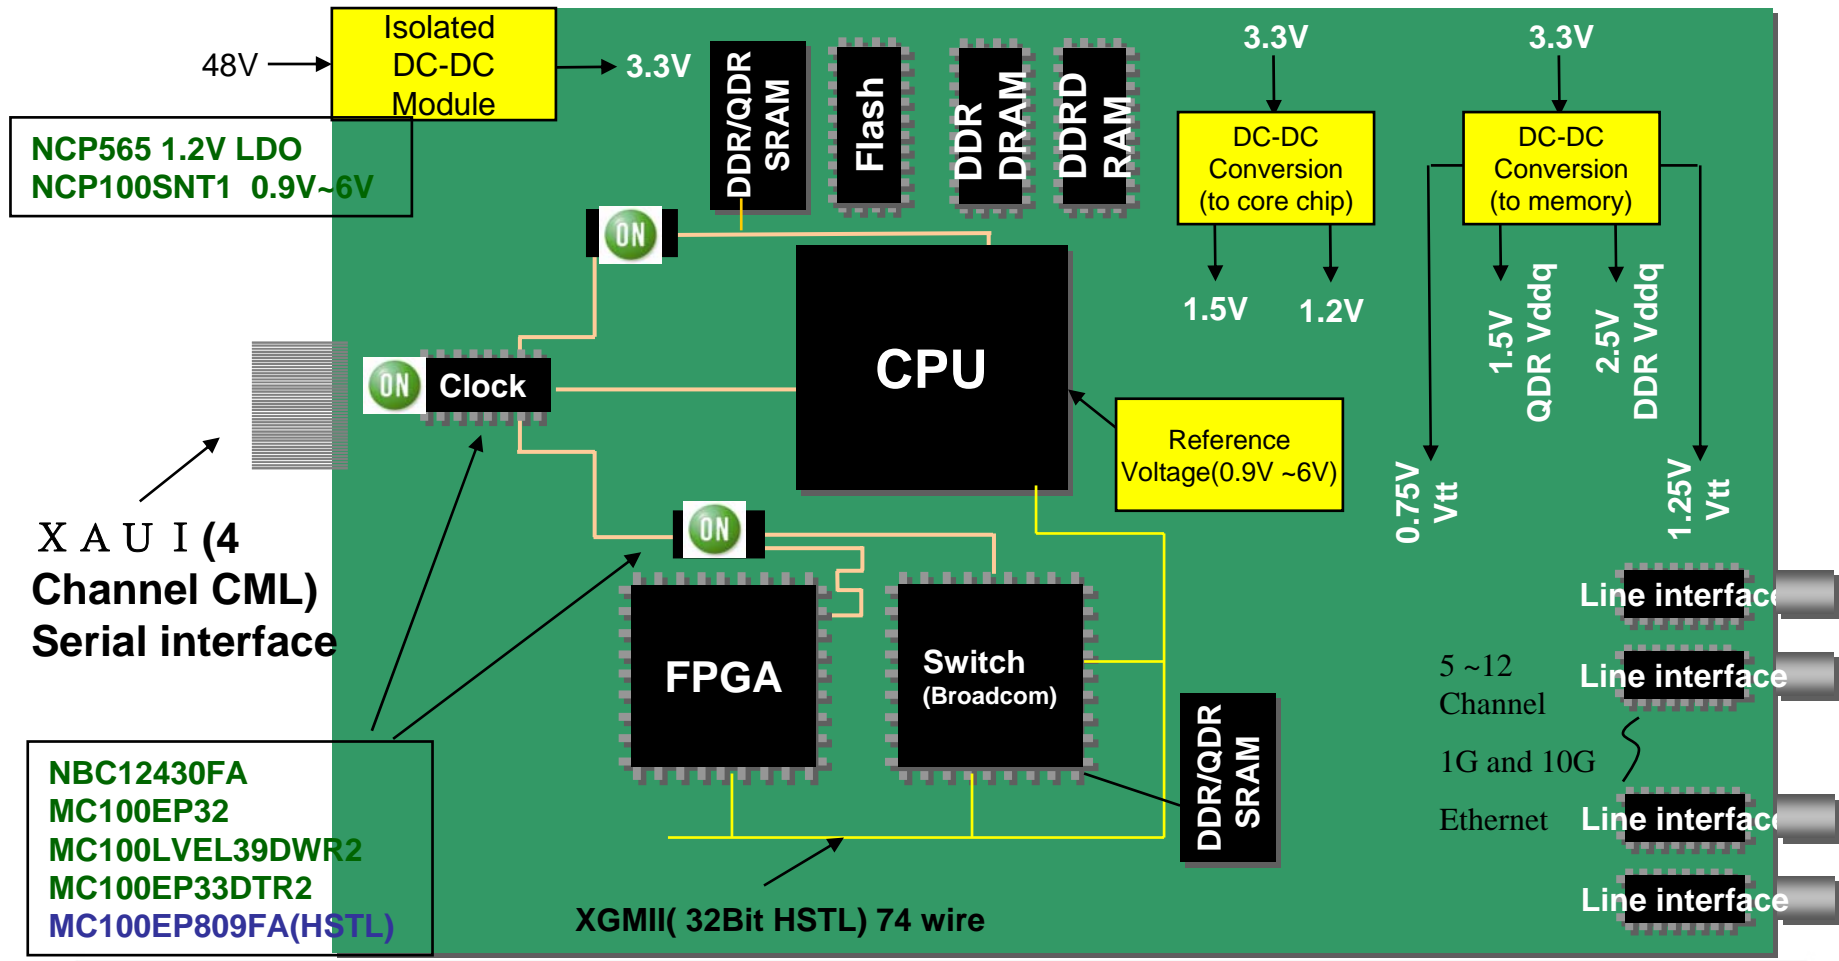 Isolated
DC-DC
Module
48V
3.3V
NCP565 1.2V LDO
NCP100SNT1 0.9V~6V
DDR/QDR
SRAM
Flash
DDR
DRAM
DDRD
RAM
3.3V
3.3V
DC-DC
Conversion
(to core chip)
DC-DC
Conversion
(to memory)
1.5V
1.2V
1.5V
QDR Vddq
2.5V
DDR Vddq
0.75V
Vtt
1.25V
Vtt
ON
ON
Clock
CPU
Reference
Voltage(0.9V ~6V)
ＸＡＵＩ(4
Channel CML)
Serial interface
ON
FPGA
Switch
(Broadcom)
DDR/QDR
SRAM
Line interface
Line interface
5 ~12
Channel
1G and 10G
Ethernet
Line interface
Line interface
NBC12430FA
MC100EP32
MC100LVEL39DWR2
MC100EP33DTR2
MC100EP809FA(HSTL)
XGMII( 32Bit HSTL) 74 wire